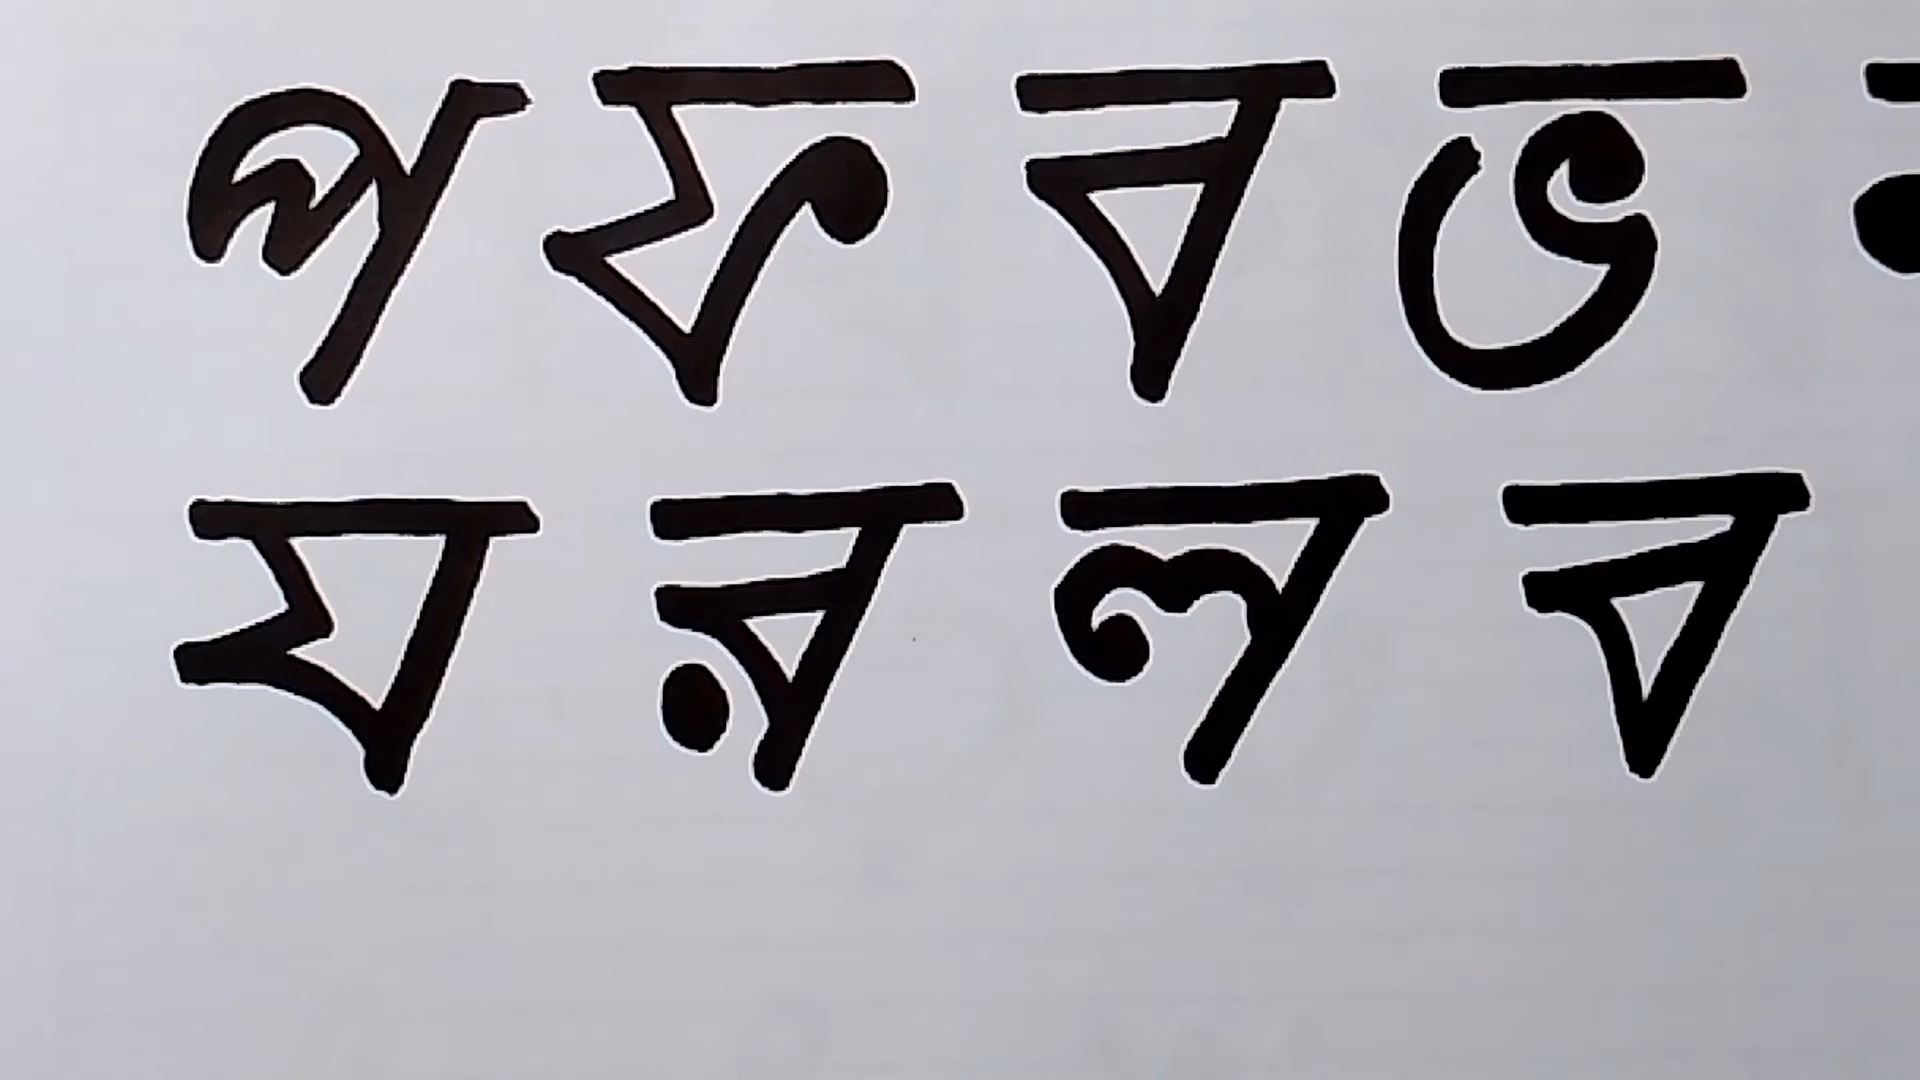 প ফ ব ভ
য র ল ব